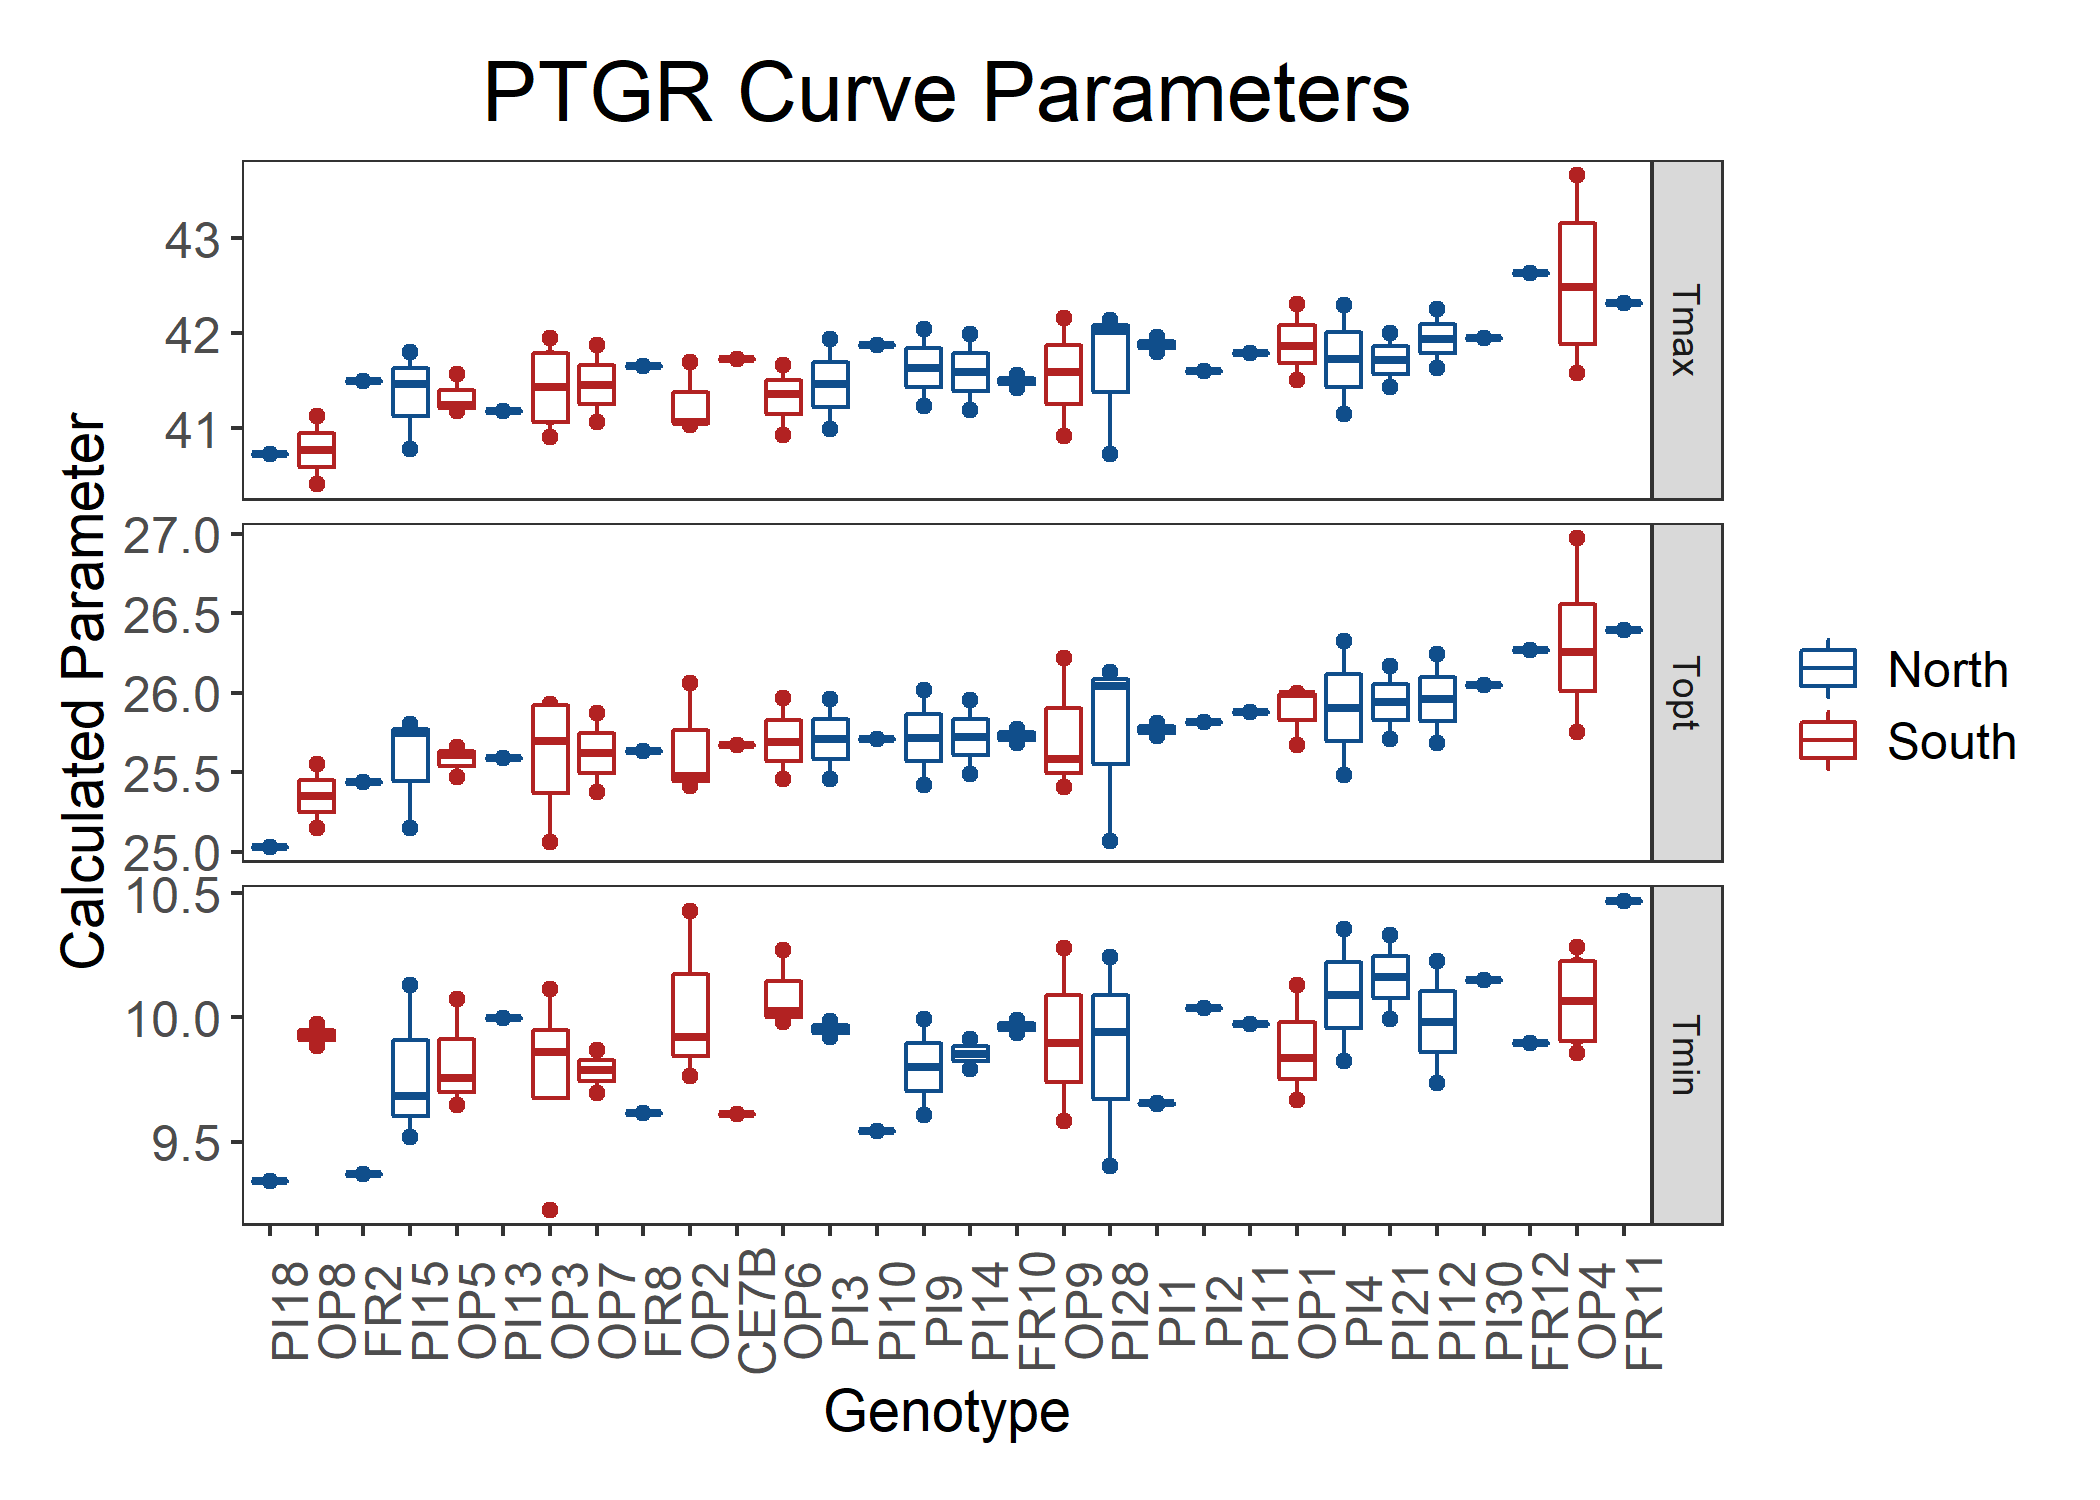 PTGR Curve Parameters
Calculated Parameter
43
42
41
Tmax
27.0
26.5
26.0
25.5
25.0
Topt
10.5
10.0
9.5
Tmin
North
South
PI18
OP8
FR2
PI15
OP5
PI13
OP3
OP7
FR8
OP2
CE7B
OP6
PI3
PI10
PI9
PI14
FR10
OP9
PI28
PI1
PI2
PI11
OP1
PI4
PI21
PI12
PI30
FR12
OP4
FR11
Genotype